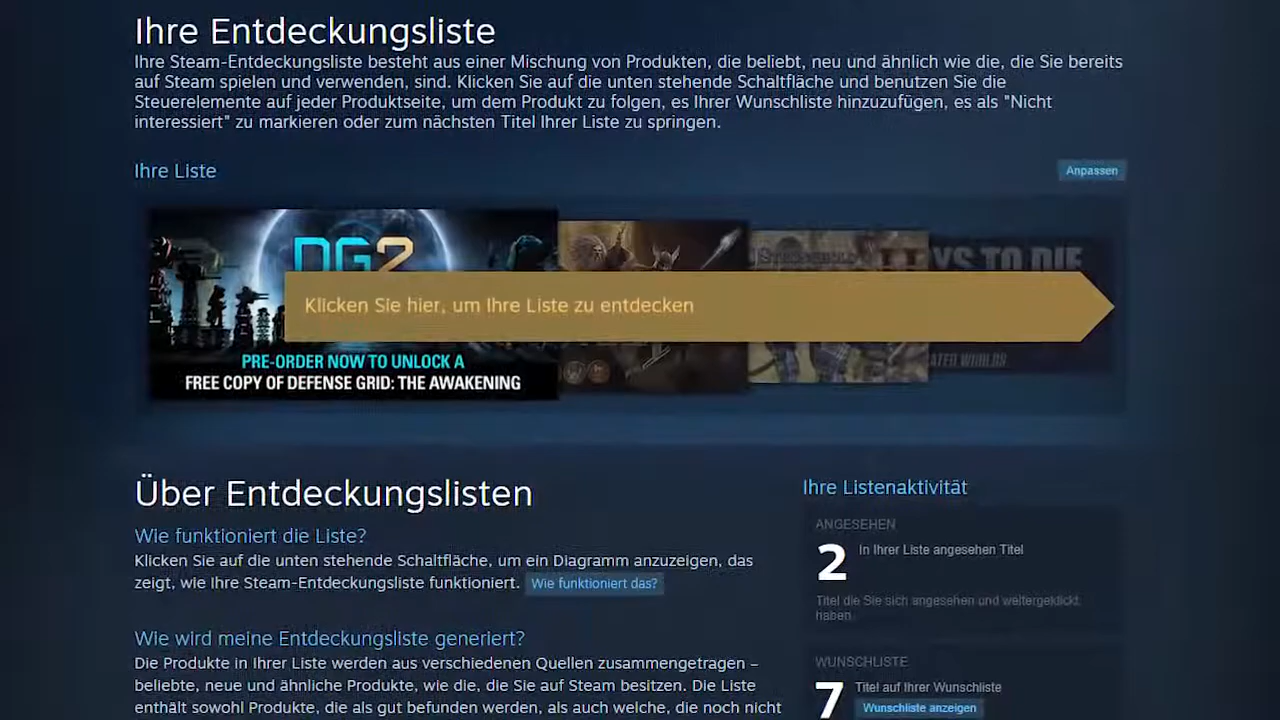 Ihre Entdeckungsliste
Ihre Steam-Entdeckungsliste besteht aus einer Mischung von Produkten, die beliebt, neu und ähnlich wie die, die Sie bereits
auf Steam spielen und verwenden, sind. Klicken Sie auf die unten stehende Schaltfläche und benutzen Sie die
Steuerelemente auf jeder Produktseite, um dem Produkt zu folgen, es Ihrer Wunschliste hinzuzufügen, es als "Nicht
interessiert" zu markieren oder zum nächsten Titel Ihrer Liste zu springen.
Ihre Liste
Anpassen
DG2
YS TO DIE
Klicken Sie hier, um Ihre Liste zu entdecken
PRE-ORDER NOW TO UNLOCK A
FREE COPY OF DEFENSE GRID: THE AWAKENING
ATED WORLDS
Über Entdeckungslisten
Wie funktioniert die Liste?
Klicken Sie auf die unten stehende Schaltfläche, um ein Diagramm anzuzeigen, das
zeigt, wie Ihre Steam-Entdeckungsliste funktioniert. Wie funktioniert das?
Wie wird meine Entdeckungsliste generiert?
Die Produkte in Ihrer Liste werden aus verschiedenen Quellen zusammengetragen –
beliebte, neue und ähnliche Produkte, wie die, die Sie auf Steam besitzen. Die Liste
enthält sowohl Produkte, die als gut befunden werden, als auch welche, die noch nicht
Ihre Listenaktivität
ANGESEHEN
2 In Ihrer Liste angesehen Titel
Titel die Sie sich angesehen und weitergeklickt
haben
WUNSCHLISTE
7 Titel auf Ihrer Wunschliste
Wunschliste anzeigen